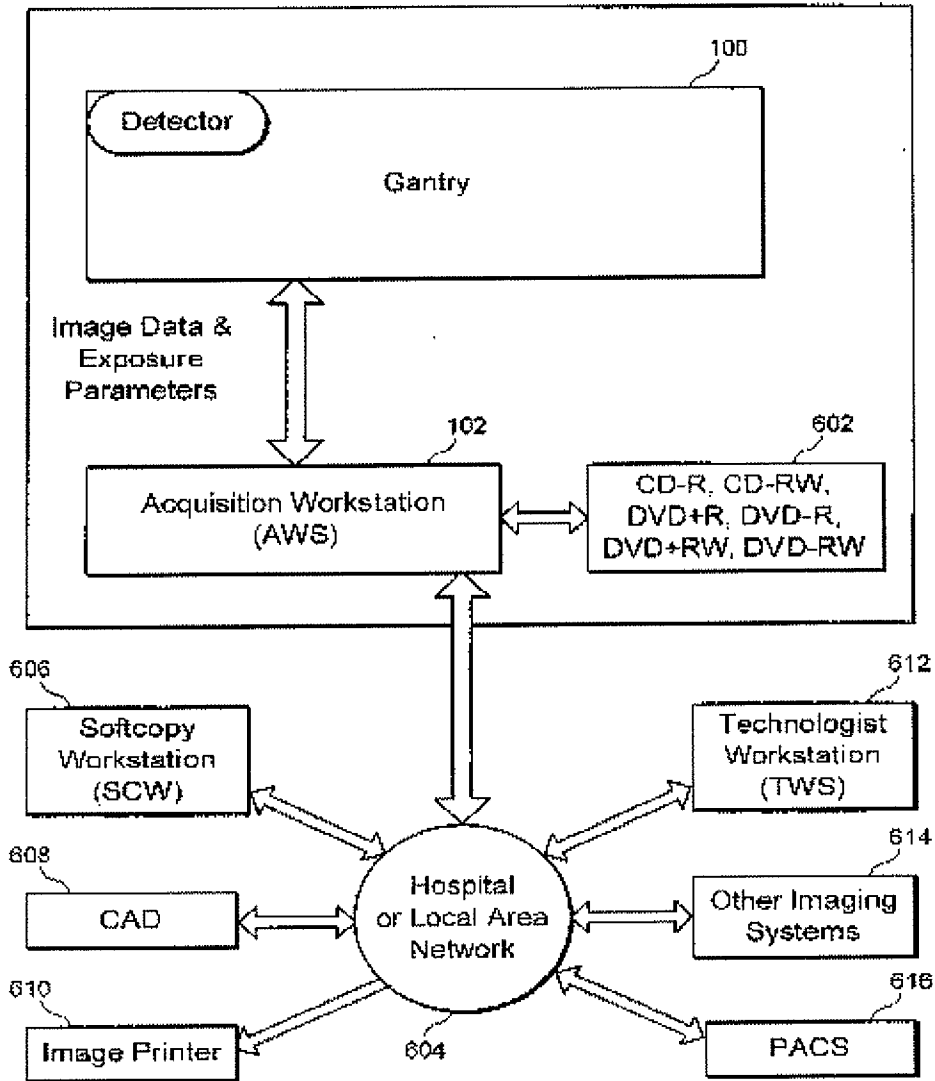 100
Detector
Gantry
Image Data &
Exposure
Parameters
102
602
Acquisition Workstation
(AWS)
CD-R, CD-RW,
DVD+R, DVD-R,
DVD+RW, DVD-RW
606
612
Softcopy
Workstation
(SCW)
Technologist
Workstation
(TWS)
608
614
CAD
Hospital
or Local Area
Network
Other Imaging
Systems
610
616
Image Printer
604
PACS